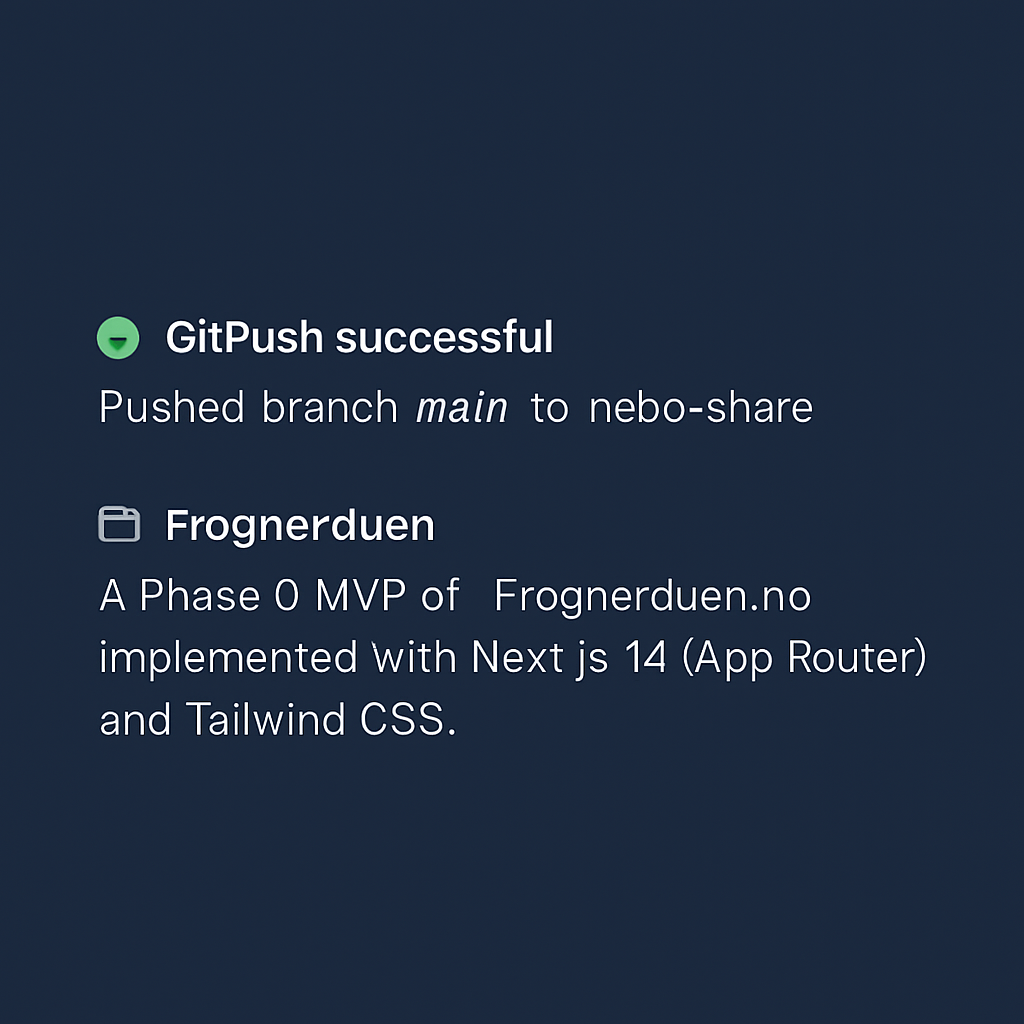 GitPush successful
Pushed branch main to nebo-share
Frognerduen
A Phase 0 MVP of Frognerduen.no
implemented with Next js 14 (App Router)
and Tailwind CSS.